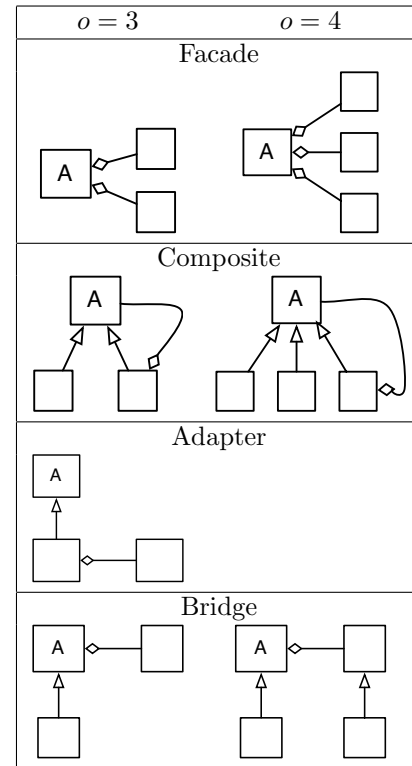 o = 3 o = 4
Facade
A A
Composite
A A
Adapter
A
Bridge
A A